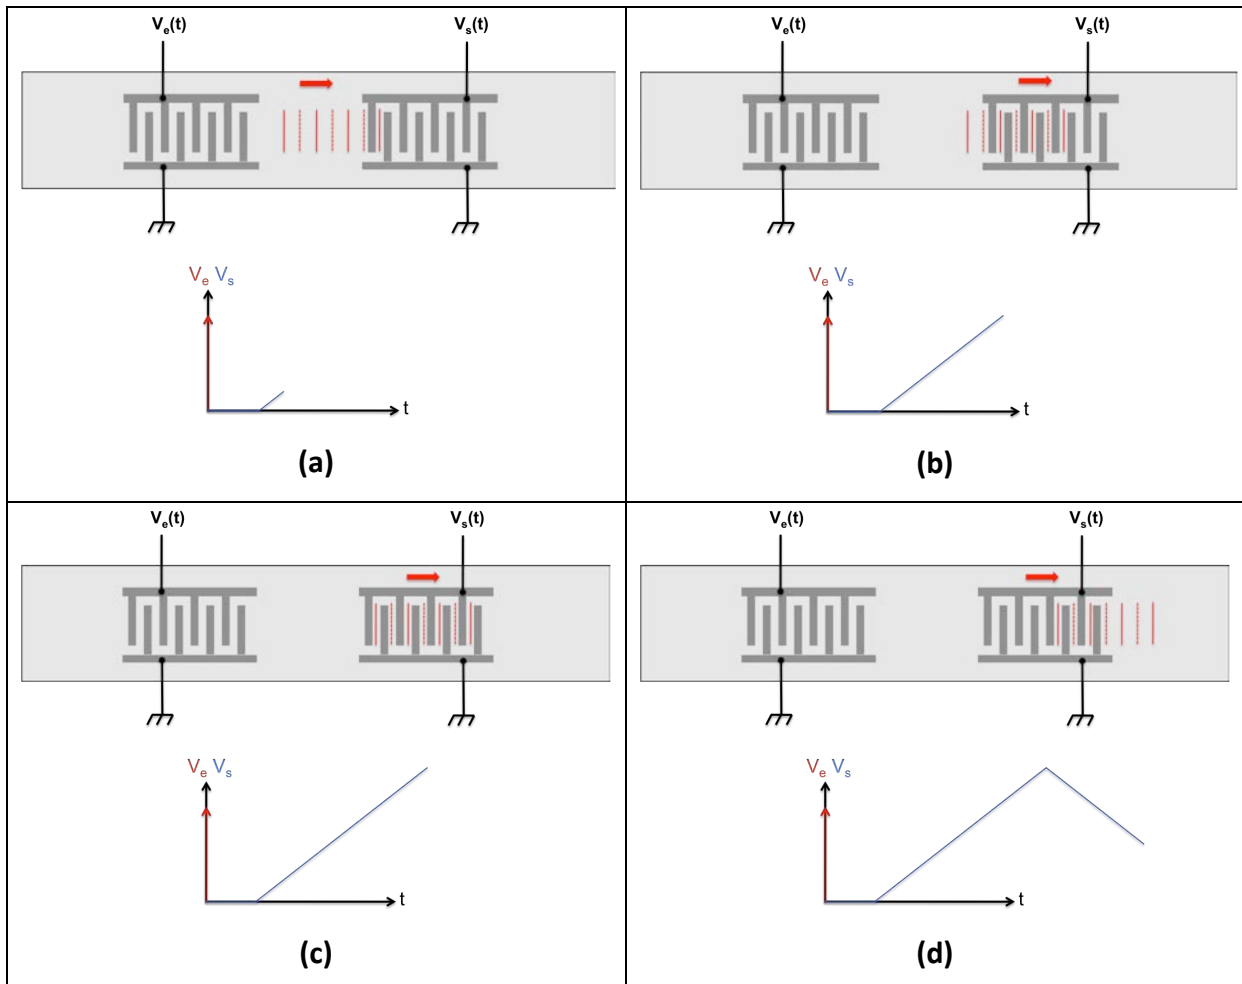 Vₑ(t) Vₛ(t)
Vₑ Vₛ
t
(a)
Vₑ(t) Vₛ(t)
Vₑ Vₛ
t
(b)
Vₑ(t) Vₛ(t)
Vₑ Vₛ
t
(c)
Vₑ(t) Vₛ(t)
Vₑ Vₛ
t
(d)